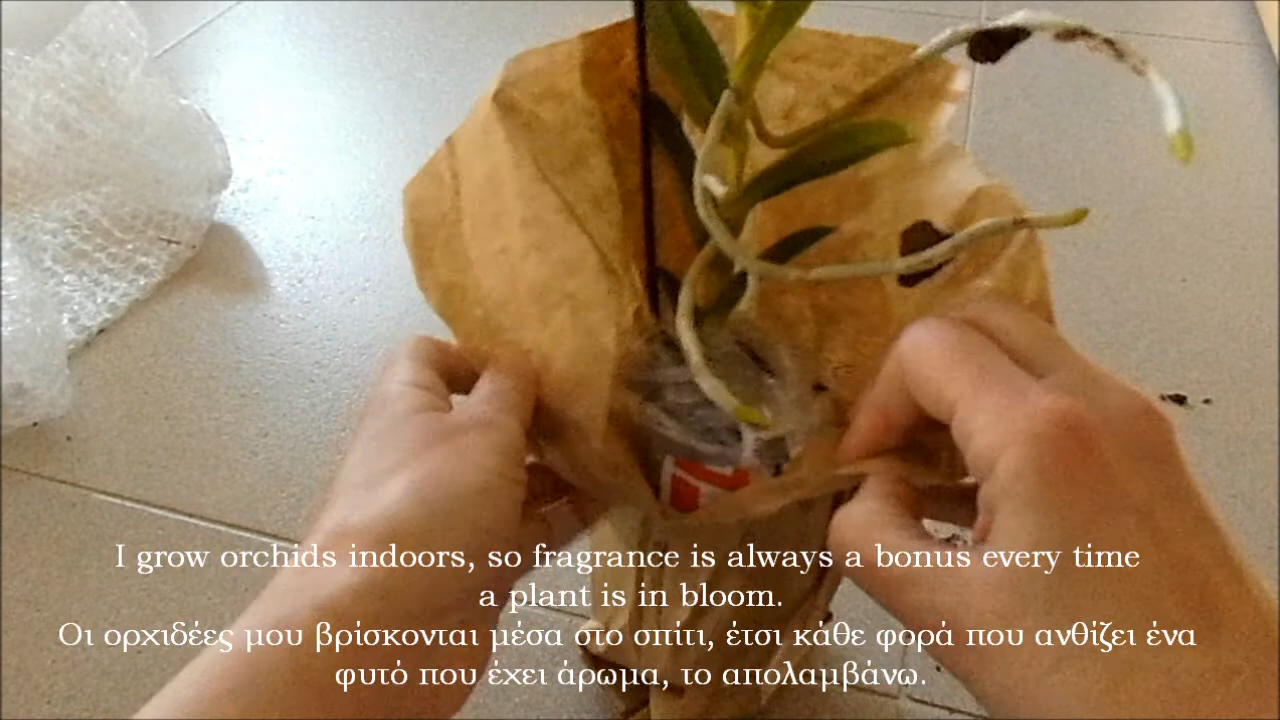 I grow orchids indoors, so fragrance is always a bonus every time
a plant is in bloom.
Οι ορχιδέες μου βρίσκονται μέσα στο σπίτι, έτσι κάθε φορά που ανθίζει ένα
φυτό που έχει άρωμα, το απολαμβάνω.